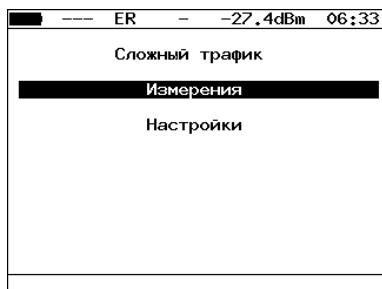 --- ER - -27.4dBm 06:33
Сложный трафик
Измерения
Настройки